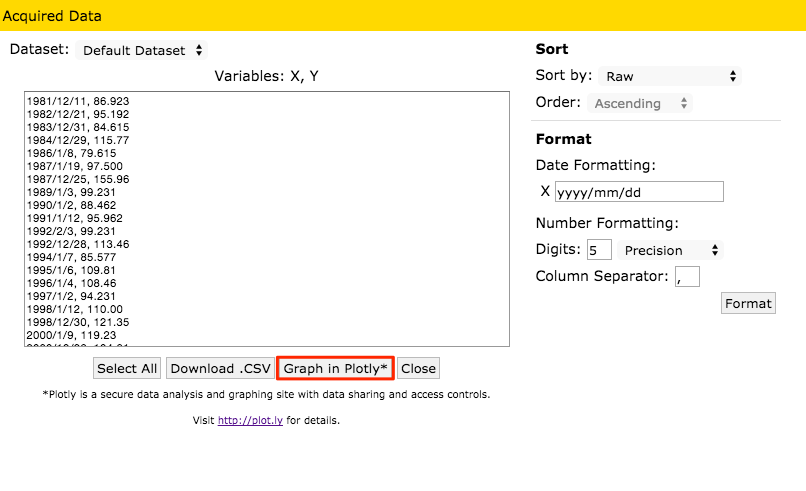 Acquired Data
Dataset: Default Dataset
Variables: X, Y
1981/12/11, 86.923
1982/12/21, 95.192
1983/12/31, 84.615
1984/12/29, 115.77
1986/1/8, 79.615
1987/1/19, 97.500
1987/12/25, 155.96
1989/1/3, 99.231
1990/1/2, 88.462
1991/1/12, 95.962
1992/2/3, 99.231
1992/12/28, 113.46
1994/1/7, 85.577
1995/1/6, 109.81
1996/1/4, 108.46
1997/1/2, 94.231
1998/1/12, 110.00
1998/12/30, 121.35
2000/1/9, 119.23
Select All Download .CSV Graph in Plotly* Close
*Plotly is a secure data analysis and graphing site with data sharing and access controls.
Visit http://plot.ly for details.
Sort
Sort by: Raw
Order: Ascending
Format
Date Formatting:
X yyyy/mm/dd
Number Formatting:
Digits: 5 Precision
Column Separator: ,
Format